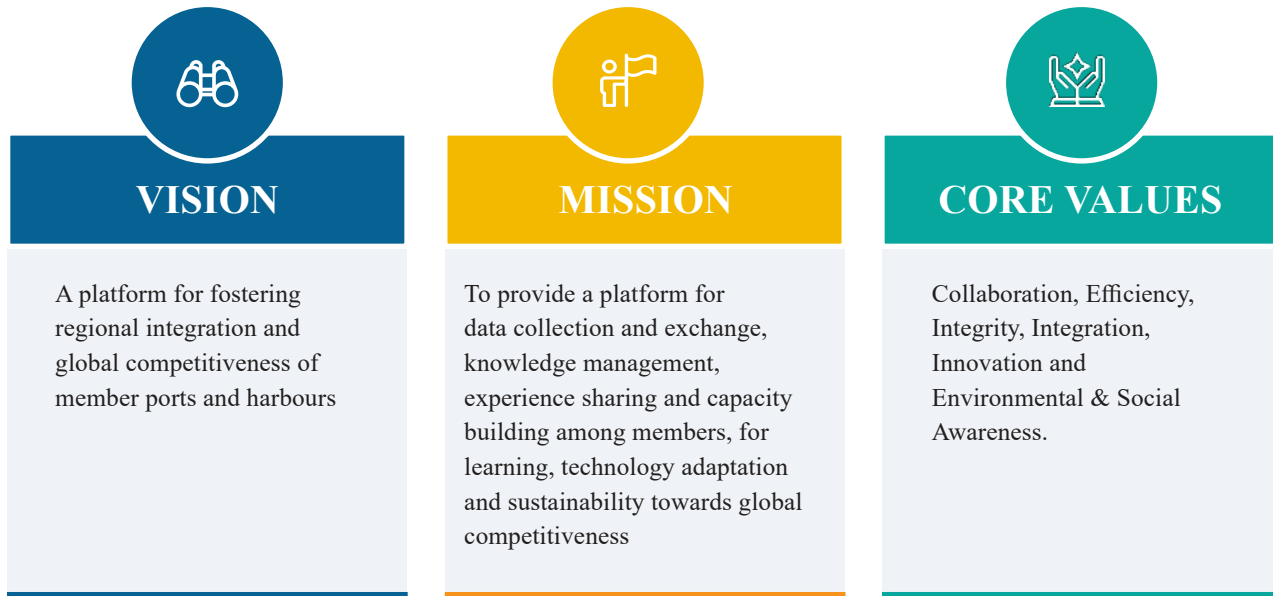 VISION
A platform for fostering
regional integration and
global competitiveness of
member ports and harbours
MISSION
To provide a platform for
data collection and exchange,
knowledge management,
experience sharing and capacity
building among members, for
learning, technology adaptation
and sustainability towards global
competitiveness
CORE VALUES
Collaboration, Efficiency,
Integrity, Integration,
Innovation and
Environmental & Social
Awareness.